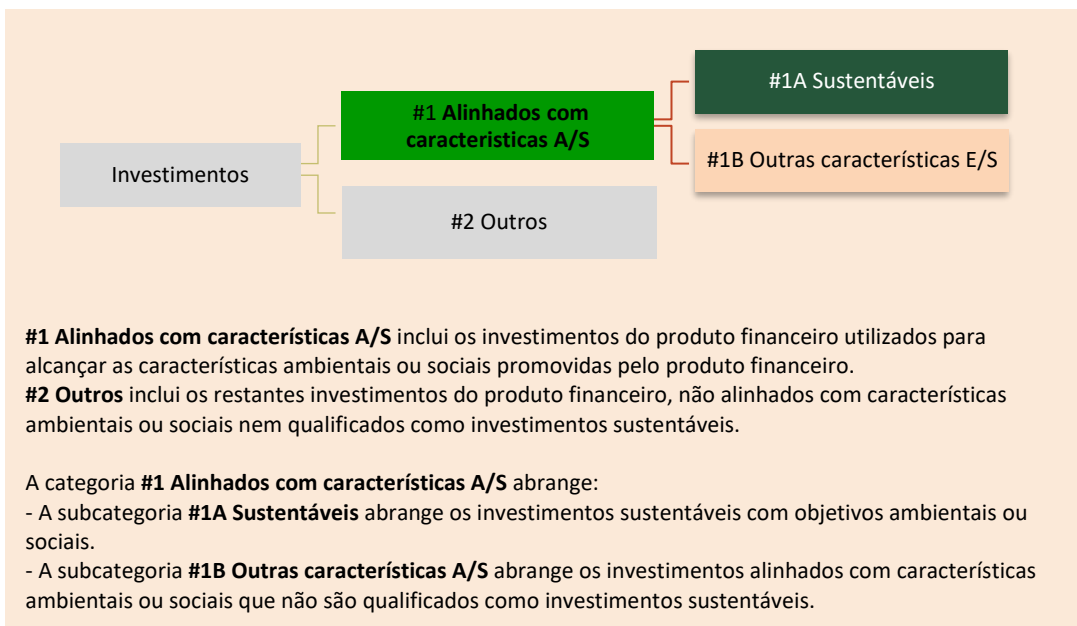 #1A Sustentáveis
#1 Alinhados com
caracteristicas A/S
#1B Outras características E/S
Investimentos
#2 Outros
#1 Alinhados com características A/S inclui os investimentos do produto financeiro utilizados para
alcançar as características ambientais ou sociais promovidas pelo produto financeiro.
#2 Outros inclui os restantes investimentos do produto financeiro, não alinhados com características
ambientais ou sociais nem qualificados como investimentos sustentáveis.
A categoria #1 Alinhados com características A/S abrange:
- A subcategoria #1A Sustentáveis abrange os investimentos sustentáveis com objetivos ambientais ou
sociais.
- A subcategoria #1B Outras características A/S abrange os investimentos alinhados com características
ambientais ou sociais que não são qualificados como investimentos sustentáveis.